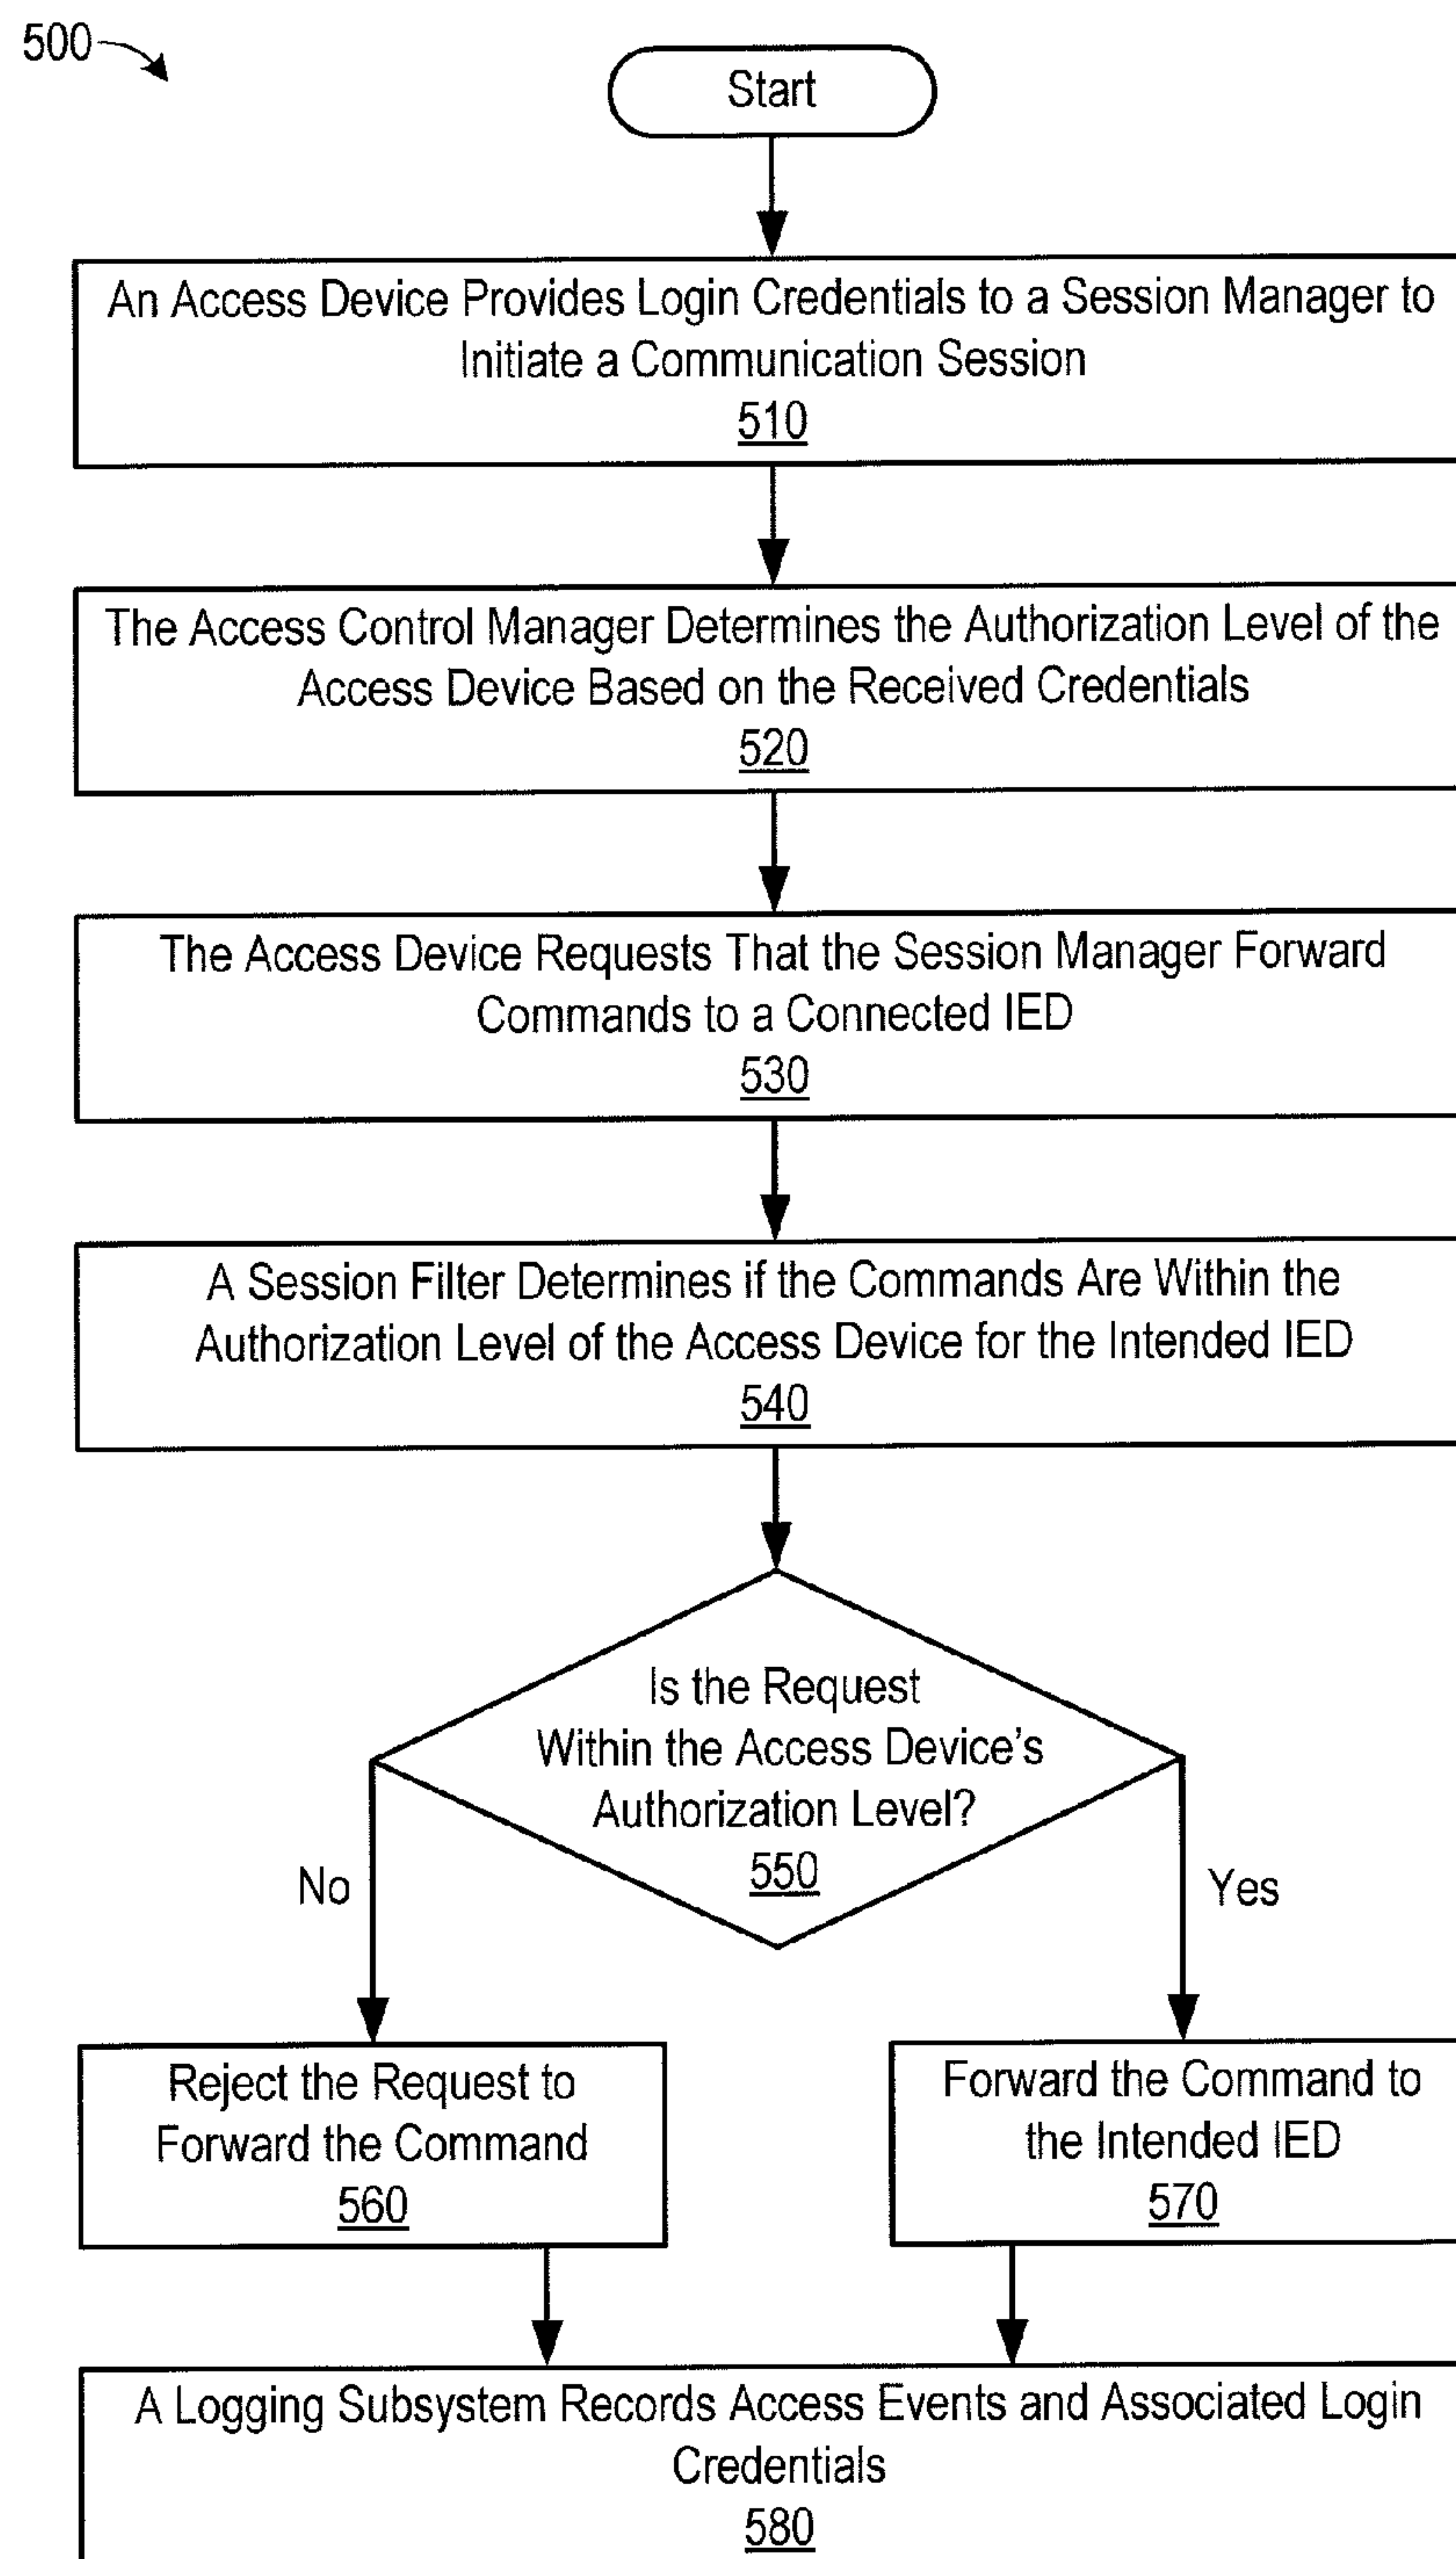 500
Start
An Access Device Provides Login Credentials to a Session Manager to
Initiate a Communication Session
510
The Access Control Manager Determines the Authorization Level of the
Access Device Based on the Received Credentials
520
The Access Device Requests That the Session Manager Forward
Commands to a Connected IED
530
A Session Filter Determines if the Commands Are Within the
Authorization Level of the Access Device for the Intended IED
540
Is the Request
Within the Access Device's
Authorization Level?
550
No
Yes
Reject the Request to
Forward the Command
560
Forward the Command to
the Intended IED
570
A Logging Subsystem Records Access Events and Associated Login
Credentials
580